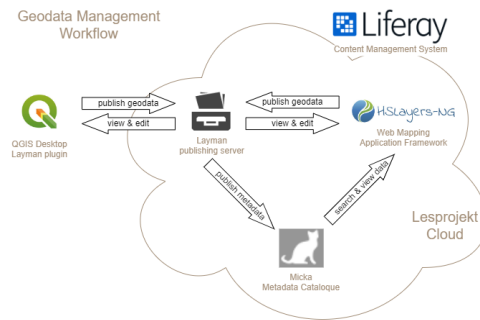 Geodata Management
Workflow
Liferay
Content Management System
publish geodata
view & edit
QGIS Desktop
Layman plugin
Layman
publishing server
publish geodata
view & edit
HSLayers-NG
Web Mapping
Application Framework
publish metadata
search & view data
Lesprojekt
Cloud
Micka
Metadata Cataloque